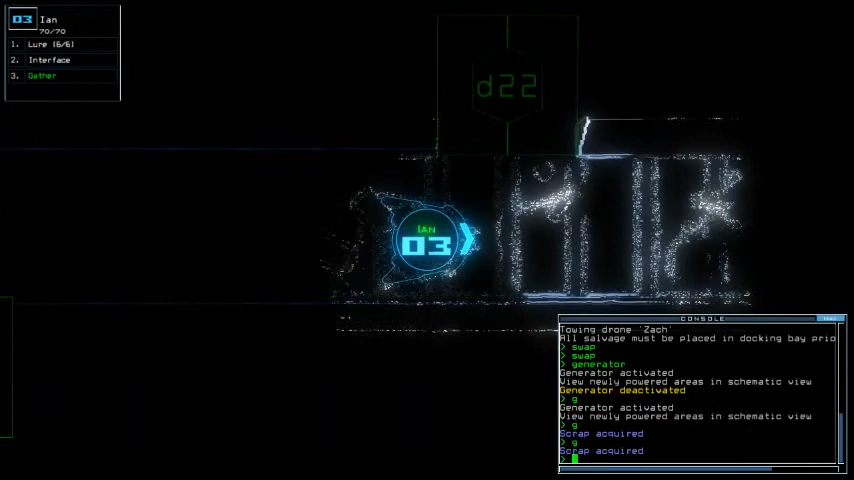 03 Ian
70/70
1. Lure (6/6)
2. Interface
3. Gather
d22
IAN
03
CONSOLE
Towing drone 'Zach'
All salvage must be placed in docking bay prio
> swap
> swap
> generator
Generator activated
View newly powered areas in schematic view
Generator deactivated
> g
Generator activated
View newly powered areas in schematic view
> g
Scrap acquired
> g
Scrap acquired
>